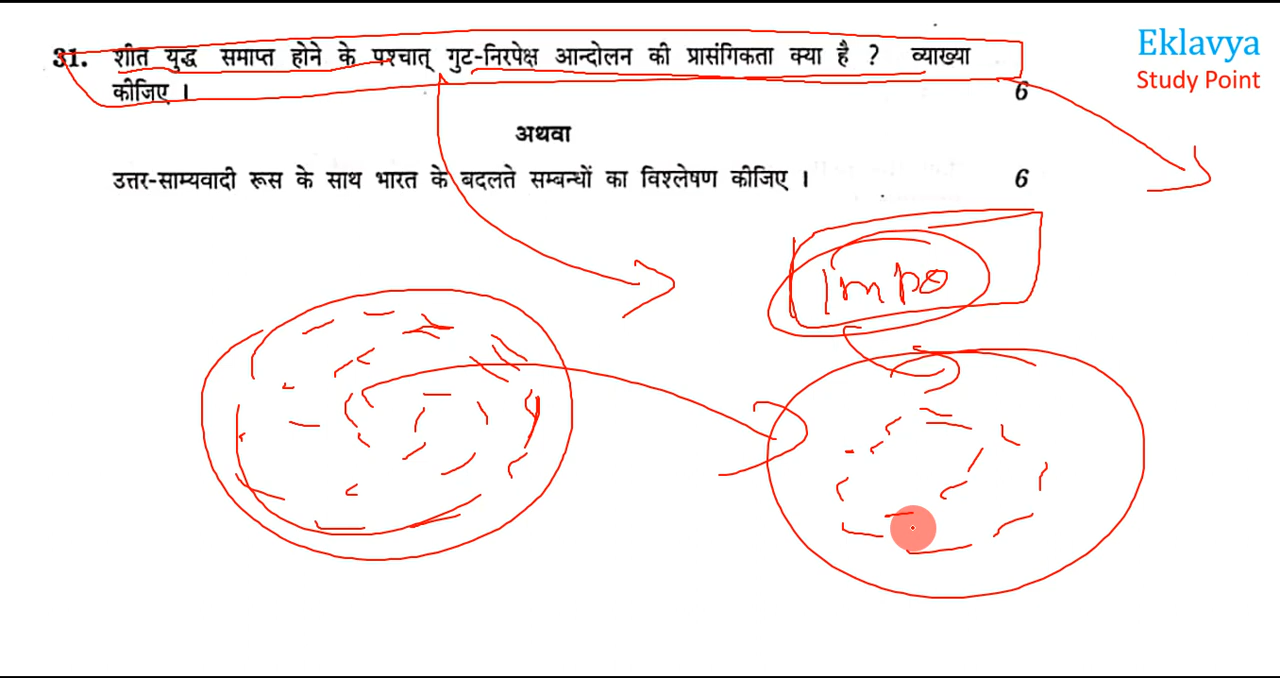 Eklavya
Study Point
31. शीत युद्ध समाप्त होने के पश्चात् गुट-निरपेक्ष आन्दोलन की प्रासंगिकता क्या है ? व्याख्या
कीजिए । 6
अथवा
उत्तर-साम्यवादी रूस के साथ भारत के बदलते सम्बन्धों का विश्लेषण कीजिए । 6
Impo